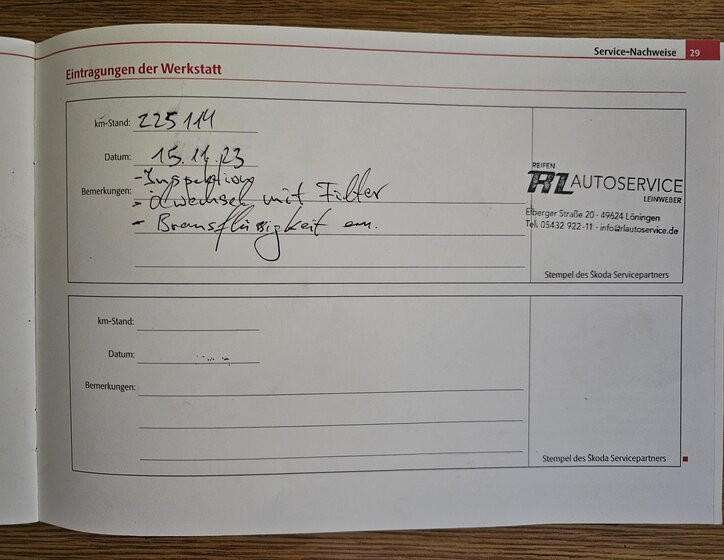 Service-Nachweise 29
Eintragungen der Werkstatt
km-Stand: 225 114
Datum: 15.11.23
Bemerkungen: - Inspektion
- Ölwechsel mit Filter
- Bremsflüssigkeit ern.
REIFEN
RL AUTOSERVICE
LEINWEBER
Elberger Straße 20 · 49624 Löningen
Tel. 05432 922-11 · info@rlautoservice.de
Stempel des Škoda Servicepartners
km-Stand:
Datum:
Bemerkungen:
Stempel des Škoda Servicepartners